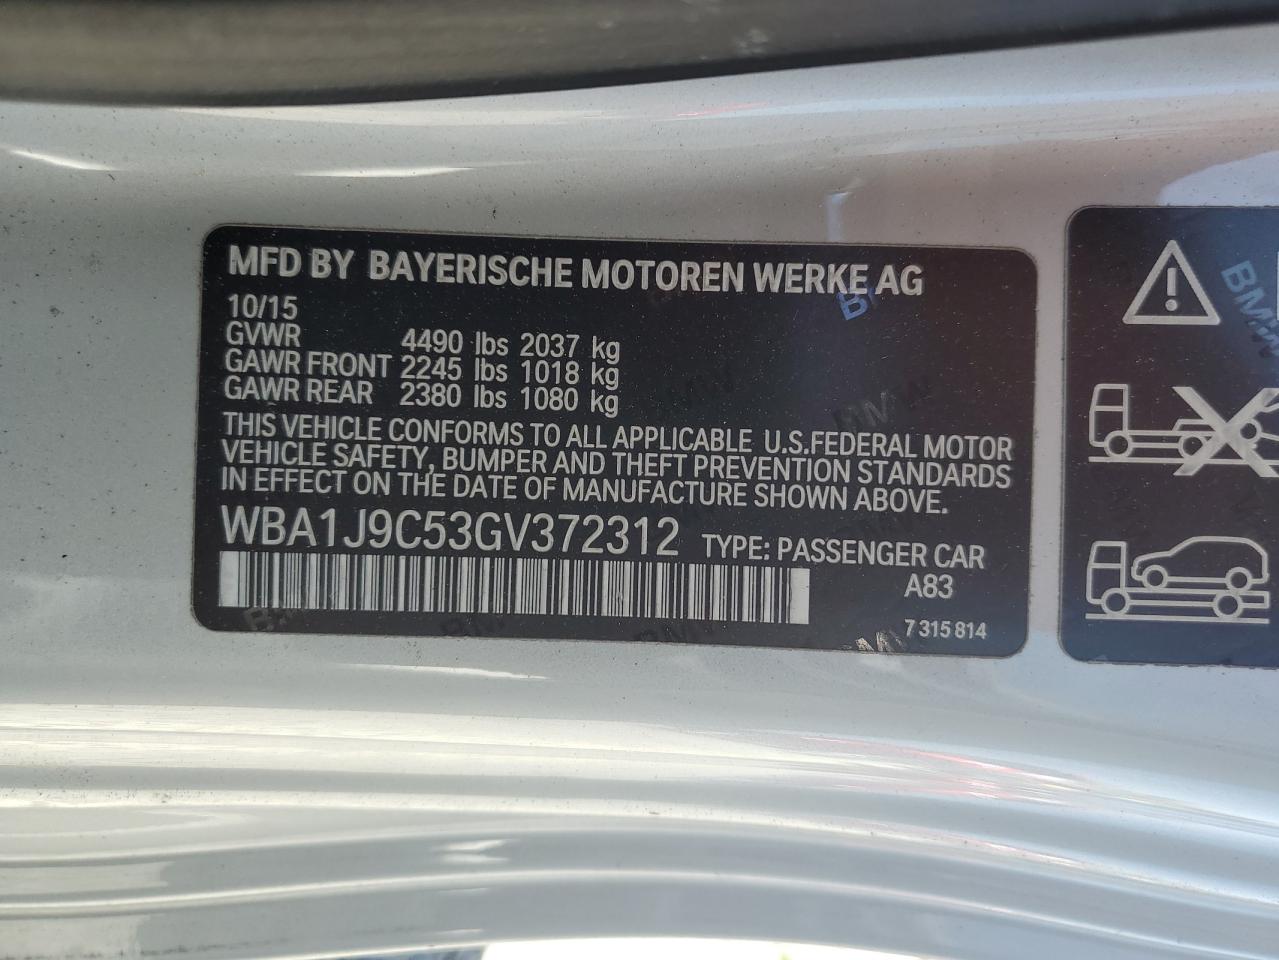 MFD BY BAYERISCHE MOTOREN WERKE AG
10/15
GVWR 4490 lbs 2037 kg
GAWR FRONT 2245 lbs 1018 kg
GAWR REAR 2380 lbs 1080 kg
THIS VEHICLE CONFORMS TO ALL APPLICABLE U.S.FEDERAL MOTOR
VEHICLE SAFETY, BUMPER AND THEFT PREVENTION STANDARDS
IN EFFECT ON THE DATE OF MANUFACTURE SHOWN ABOVE.
WBA1J9C53GV372312 TYPE: PASSENGER CAR
A83
7 315 814
BMW